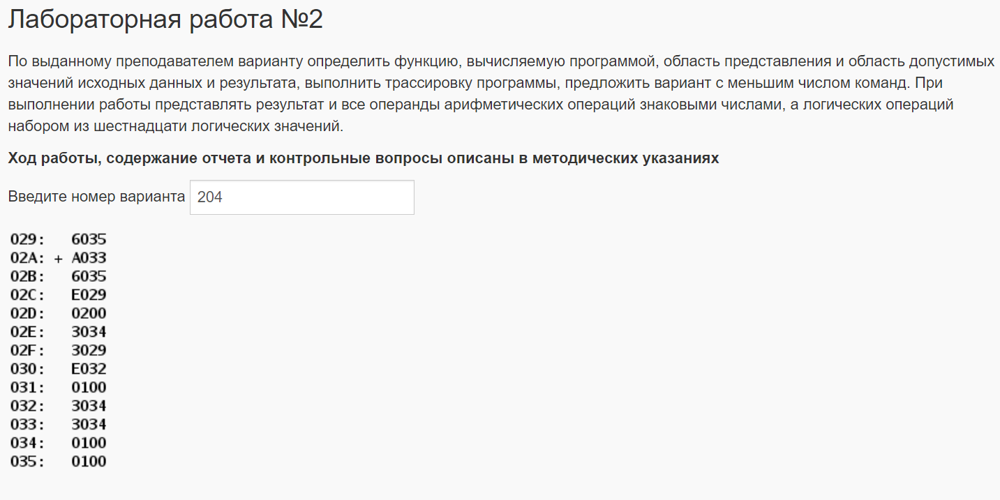 Лабораторная работа №2
По выданному преподавателем варианту определить функцию, вычисляемую программой, область представления и область допустимых
значений исходных данных и результата, выполнить трассировку программы, предложить вариант с меньшим числом команд. При
выполнении работы представлять результат и все операнды арифметических операций знаковыми числами, а логических операций
набором из шестнадцати логических значений.
Ход работы, содержание отчета и контрольные вопросы описаны в методических указаниях
Введите номер варианта 204
029: 6035
02A: + A033
02B: 6035
02C: E029
02D: 0200
02E: 3034
02F: 3029
030: E032
031: 0100
032: 3034
033: 3034
034: 0100
035: 0100